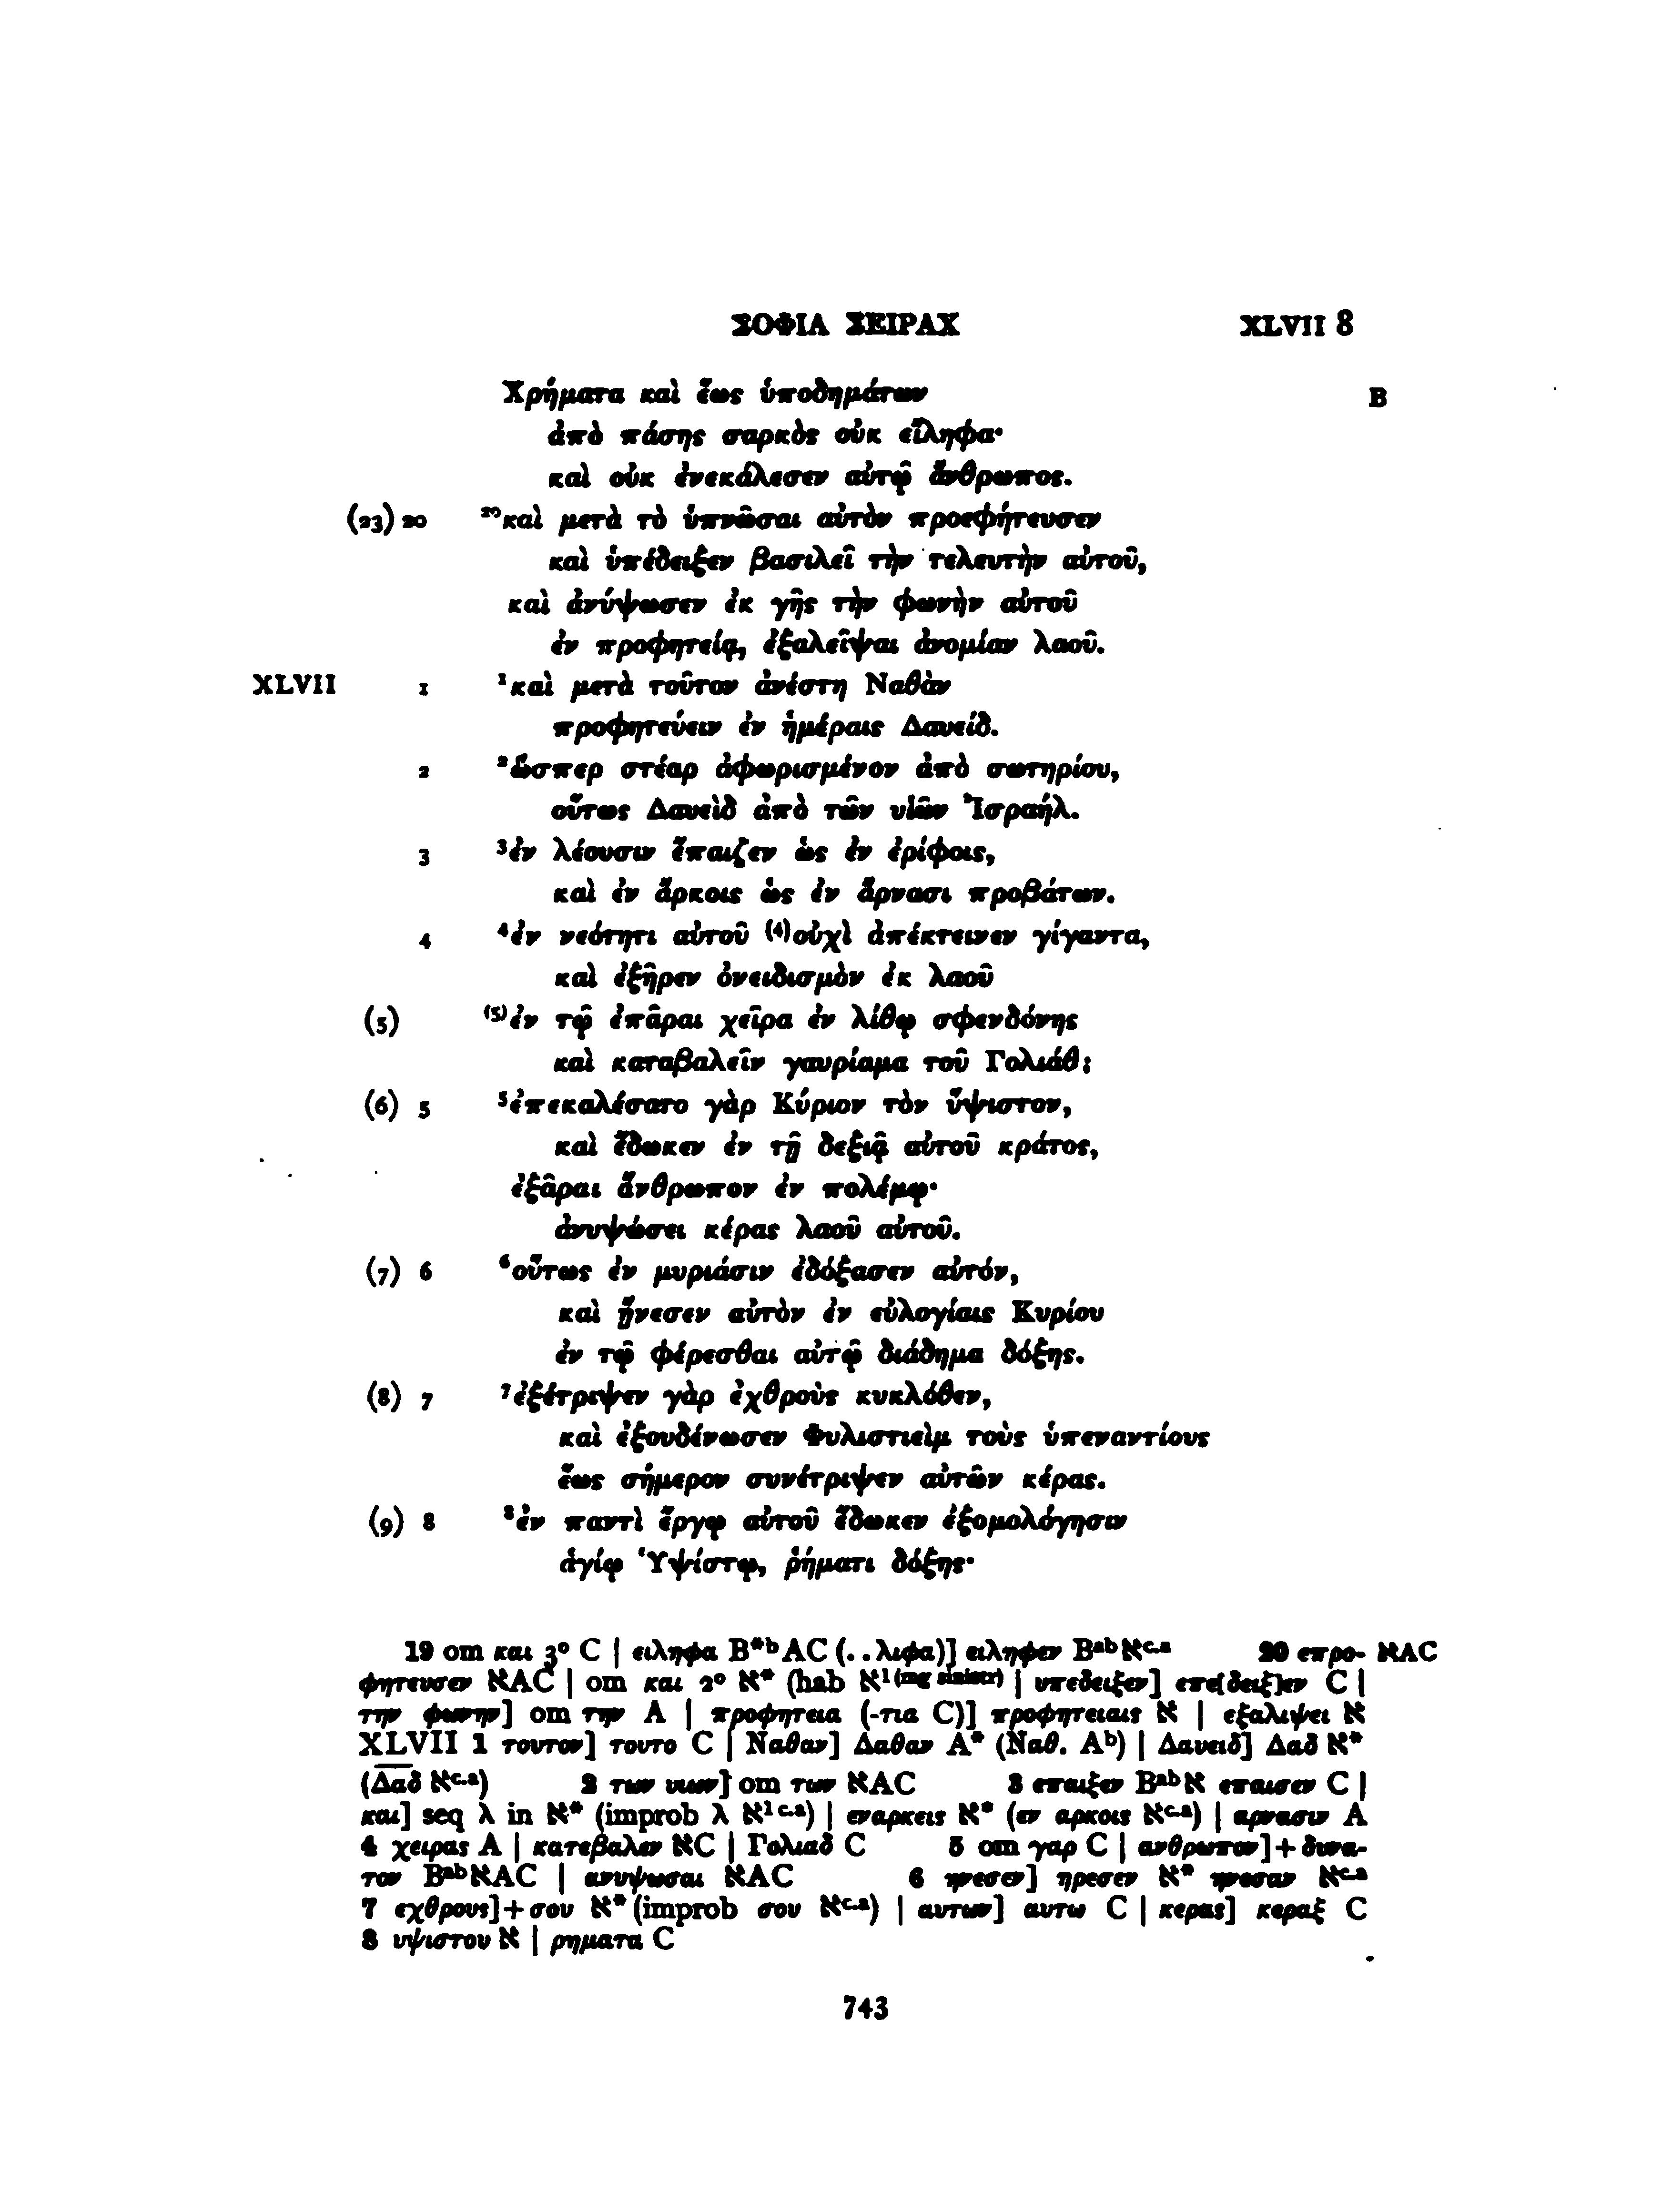 ΣΟΦΙΑ ΣΕΙΡΑΧ XLVII 8
Χρήματα καὶ ἕως ὑποδημάτων B
ἀπὸ πάσης σαρκὸς οὐκ εἴληφα·
καὶ οὐκ ἐνεκάλεσεν αὐτῷ ἄνθρωπος.
(23) 20 ²⁰καὶ μετὰ τὸ ὑπνῶσαι αὐτὸν προεφήτευσεν
καὶ ὑπέδειξεν βασιλεῖ τὴν τελευτὴν αὐτοῦ,
καὶ ἀνύψωσεν ἐκ γῆς τὴν φωνὴν αὐτοῦ
ἐν προφητείᾳ, ἐξαλεῖψαι ἀνομίαν λαοῦ.
XLVII 1 ¹καὶ μετὰ τοῦτον ἀνέστη Ναθὰν
προφητεύειν ἐν ἡμέραις Δαυείδ.
2 ²ὥσπερ στέαρ ἀφωρισμένον ἀπὸ σωτηρίου,
οὕτως Δαυεὶδ ἀπὸ τῶν υἱῶν Ἰσραήλ.
3 ³ἐν λέουσιν ἔπαιζεν ὡς ἐν ἐρίφοις,
καὶ ἐν ἄρκοις ὡς ἐν ἄρνασι προβάτων.
4 ⁴ἐν νεότητι αὐτοῦ ⁽⁴⁾οὐχὶ ἀπέκτεινεν γίγαντα,
καὶ ἐξῆρεν ὀνειδισμὸν ἐκ λαοῦ
(5) ⁽⁵⁾ἐν τῷ ἐπᾶραι χεῖρα ἐν λίθῳ σφενδόνης
καὶ καταβαλεῖν γαυρίαμα τοῦ Γολιάθ;
(6) 5 ⁵ἐπεκαλέσατο γὰρ Κύριον τὸν ὕψιστον,
καὶ ἔδωκεν ἐν τῇ δεξιᾷ αὐτοῦ κράτος,
ἐξᾶραι ἄνθρωπον ἐν πολέμῳ·
ἀνυψώσει κέρας λαοῦ αὐτοῦ.
(7) 6 ⁶οὕτως ἐν μυριάσιν ἐδόξασεν αὐτόν,
καὶ ᾔνεσεν αὐτὸν ἐν εὐλογίαις Κυρίου
ἐν τῷ φέρεσθαι αὐτῷ διάδημα δόξης.
(8) 7 ⁷ἐξέτριψεν γὰρ ἐχθροὺς κυκλόθεν,
καὶ ἐξουδένωσεν Φυλιστιεὶμ τοὺς ὑπεναντίους
ἕως σήμερον συνέτριψεν αὐτῶν κέρας.
(9) 8 ⁸ἐν παντὶ ἔργῳ αὐτοῦ ἔδωκεν ἐξομολόγησιν
ἁγίῳ Ὑψίστῳ, ῥήματι δόξης·
19 om και 3° C | ειληφα B*ᵇAC (..λιφα)] ειληφεν Bᵃᵇℵᶜ·ᵃ 20 επρο- ℵAC
φητευσεν ℵAC | om και 2° ℵ* (hab ℵ¹⁽ᵐᵍ ˢⁱⁿⁱˢᵗʳ⁾ | υπεδειξεν] επε[δειξ]εν C |
την φωνην] om την A | προφητεια (-τια C)] προφητειαις ℵ | εξαλιψει ℵ
XLVII 1 τουτον] τουτο C | Ναθαν] Δαθαν A* (Ναθ. Aᵇ) | Δαυειδ] Δαδ ℵ*
(Δα̅δ̅ ℵᶜ·ᵃ) 2 των υιων] om των ℵAC 3 επαιξεν Bᵃᵇℵ επαισεν C |
και] seq λ in ℵ* (improb λ ℵ¹ ᶜ·ᵃ) | εναρκεις ℵ* (εν αρκοις ℵᶜ·ᵃ) | αρνασιν A
4 χειρας A | κατεβαλεν ℵC | Γολιαδ C 5 om γαρ C | ανθρωπον]+δυνα-
τον BᵃᵇℵAC | ανυψωσαι ℵAC 6 ηνεσεν] ηρεσεν ℵ* ηνεσαν ℵᶜ·ᵃ
7 εχθρους]+σου ℵ* (improb σου ℵᶜ·ᵃ) | αυτων] αυτω C | κερας] κεραξ C
8 υψιστου ℵ | ρηματα C
743